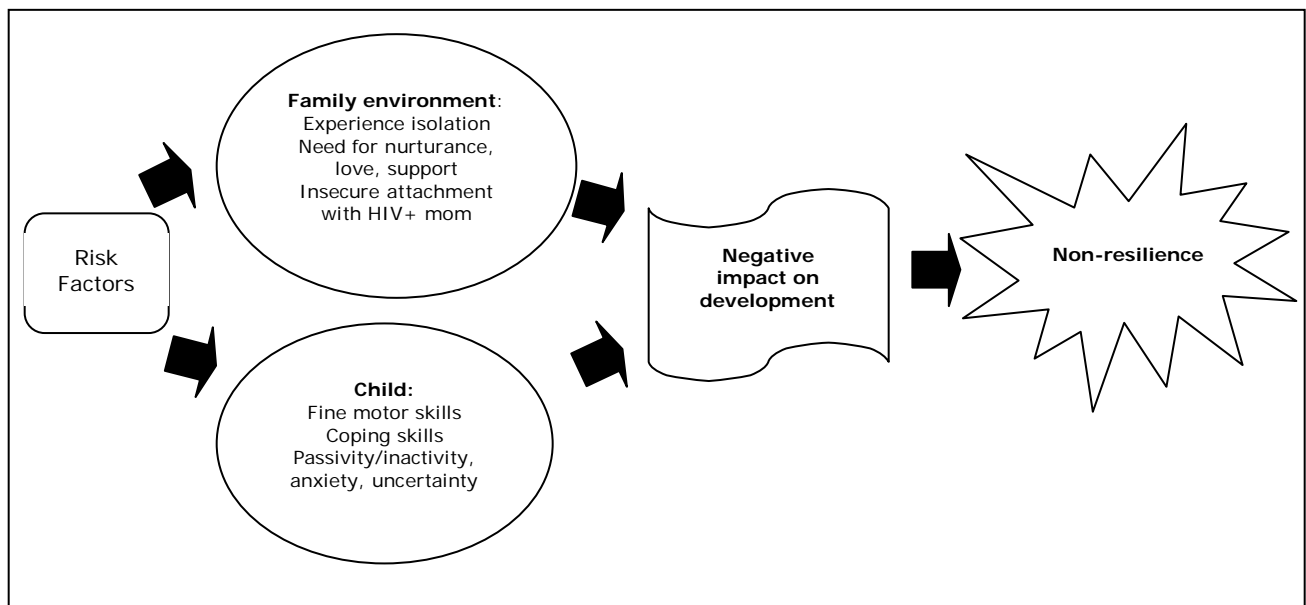 Risk
Factors
Family environment:
Experience isolation
Need for nurturance,
love, support
Insecure attachment
with HIV+ mom
Child:
Fine motor skills
Coping skills
Passivity/inactivity,
anxiety, uncertainty
Negative
impact on
development
Non-resilience